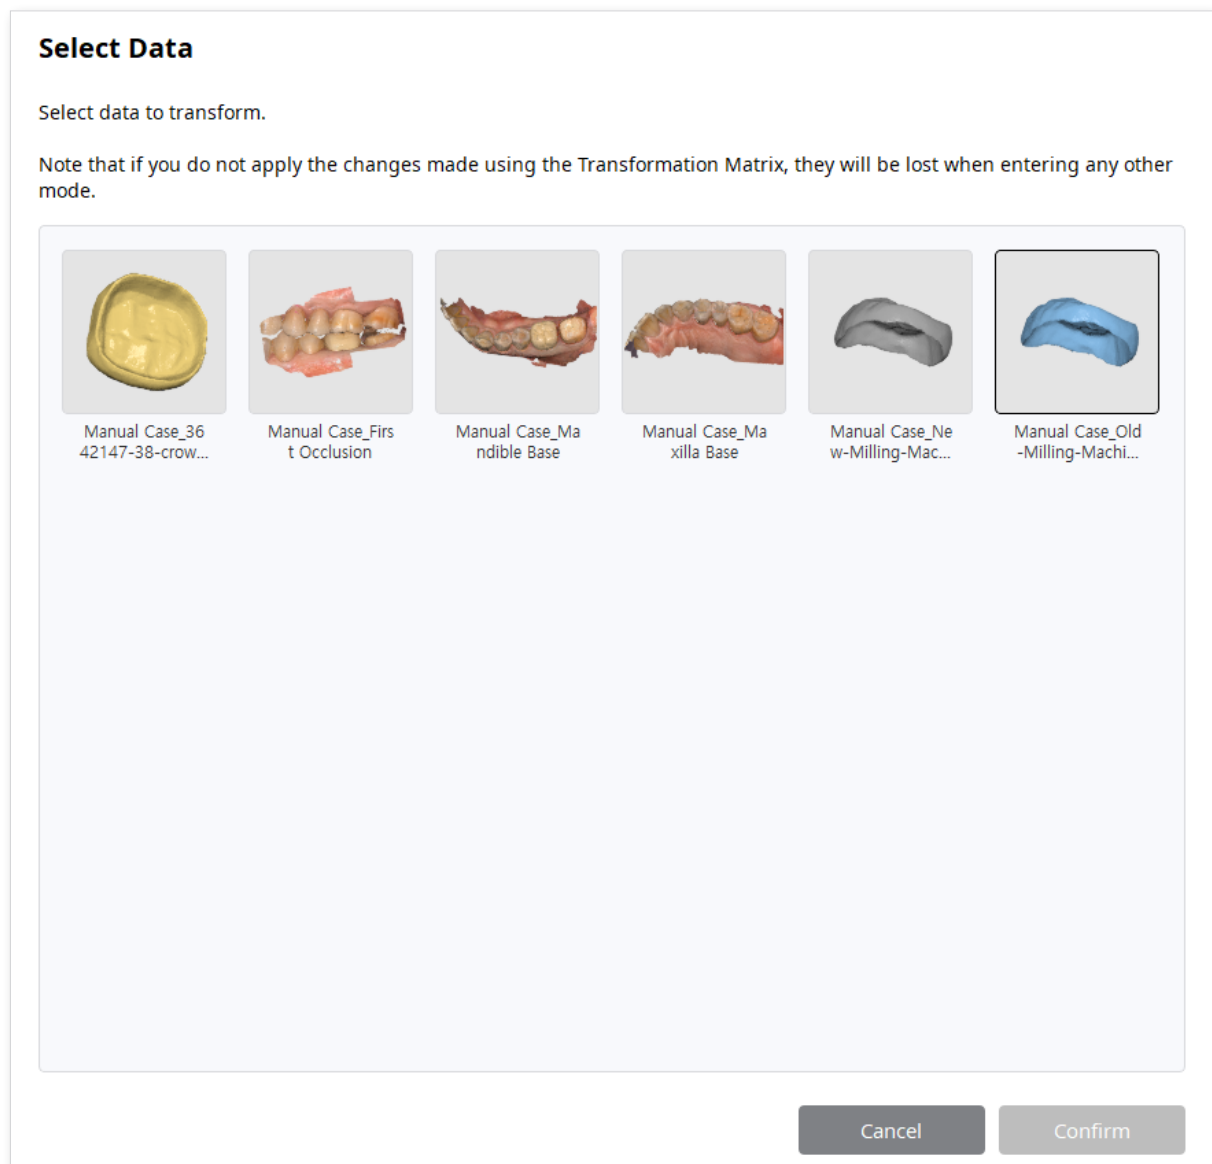 Select Data
Select data to transform.
Note that if you do not apply the changes made using the Transformation Matrix, they will be lost when entering any other
mode.
Manual Case_36
42147-38-crow...
Manual Case_Firs
t Occlusion
Manual Case_Ma
ndible Base
Manual Case_Ma
xilla Base
Manual Case_Ne
w-Milling-Mac...
Manual Case_Old
-Milling-Machi...
Cancel
Confirm